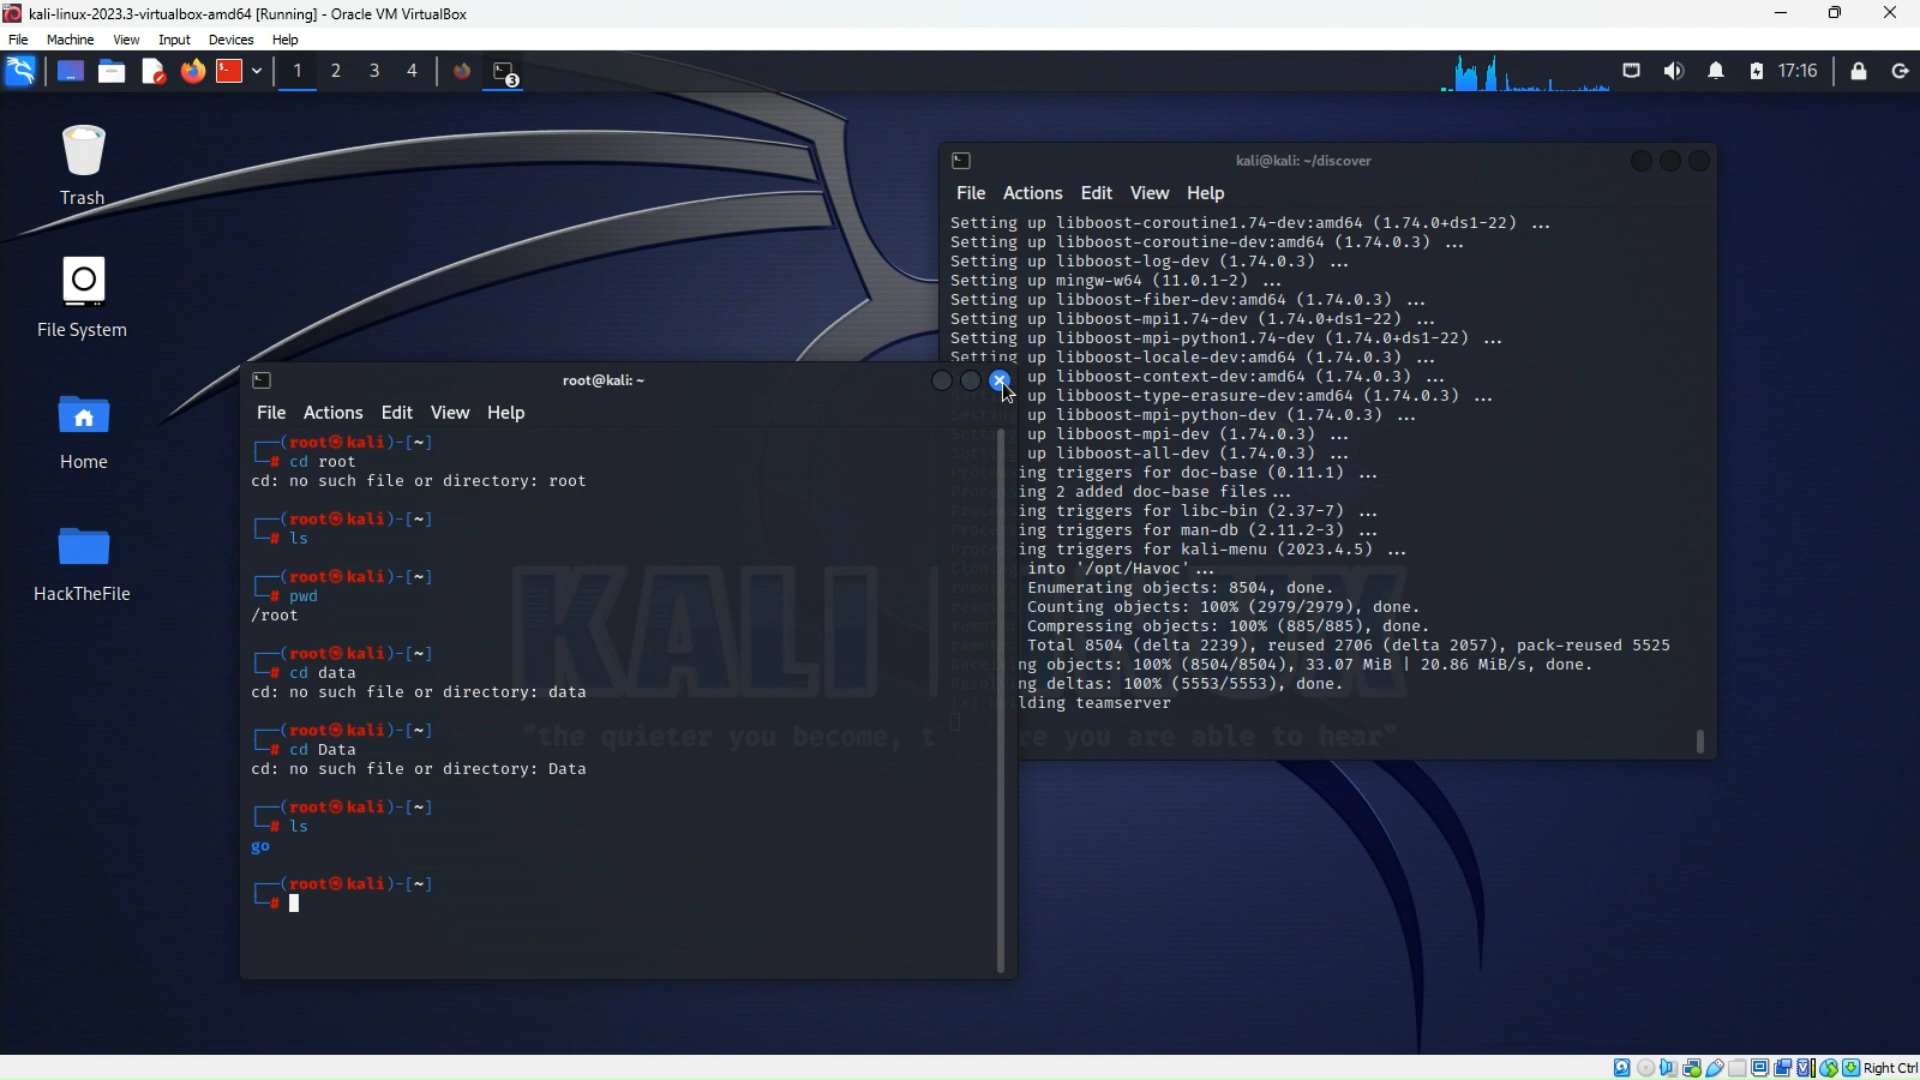 kali-linux-2023.3-virtualbox-amd64 [Running] - Oracle VM VirtualBox
File Machine View Input Devices Help
1 2 3 4 3 17:16
Trash
File System
Home
HackTheFile
kali@kali: ~/discover
File Actions Edit View Help
Setting up libboost-coroutine1.74-dev:amd64 (1.74.0+ds1-22) ...
Setting up libboost-coroutine-dev:amd64 (1.74.0.3) ...
Setting up libboost-log-dev (1.74.0.3) ...
Setting up mingw-w64 (11.0.1-2) ...
Setting up libboost-fiber-dev:amd64 (1.74.0.3) ...
Setting up libboost-mpi1.74-dev (1.74.0+ds1-22) ...
Setting up libboost-mpi-python1.74-dev (1.74.0+ds1-22) ...
Setting up libboost-locale-dev:amd64 (1.74.0.3) ...
up libboost-context-dev:amd64 (1.74.0.3) ...
up libboost-type-erasure-dev:amd64 (1.74.0.3) ...
up libboost-mpi-python-dev (1.74.0.3) ...
up libboost-mpi-dev (1.74.0.3) ...
up libboost-all-dev (1.74.0.3) ...
ing triggers for doc-base (0.11.1) ...
ing 2 added doc-base files...
ing triggers for libc-bin (2.37-7) ...
ing triggers for man-db (2.11.2-3) ...
ing triggers for kali-menu (2023.4.5) ...
into '/opt/Havoc'...
Enumerating objects: 8504, done.
Counting objects: 100% (2979/2979), done.
Compressing objects: 100% (885/885), done.
Total 8504 (delta 2239), reused 2706 (delta 2057), pack-reused 5525
ng objects: 100% (8504/8504), 33.07 MiB | 20.86 MiB/s, done.
ng deltas: 100% (5553/5553), done.
lding teamserver
root@kali: ~
File Actions Edit View Help
(root㉿kali)-[~]
# cd root
cd: no such file or directory: root
(root㉿kali)-[~]
# ls
(root㉿kali)-[~]
# pwd
/root
(root㉿kali)-[~]
# cd data
cd: no such file or directory: data
(root㉿kali)-[~]
# cd Data
cd: no such file or directory: Data
(root㉿kali)-[~]
# ls
go
(root㉿kali)-[~]
#
KALI
"the quieter you become, t re you are able to hear"
Right Ctrl